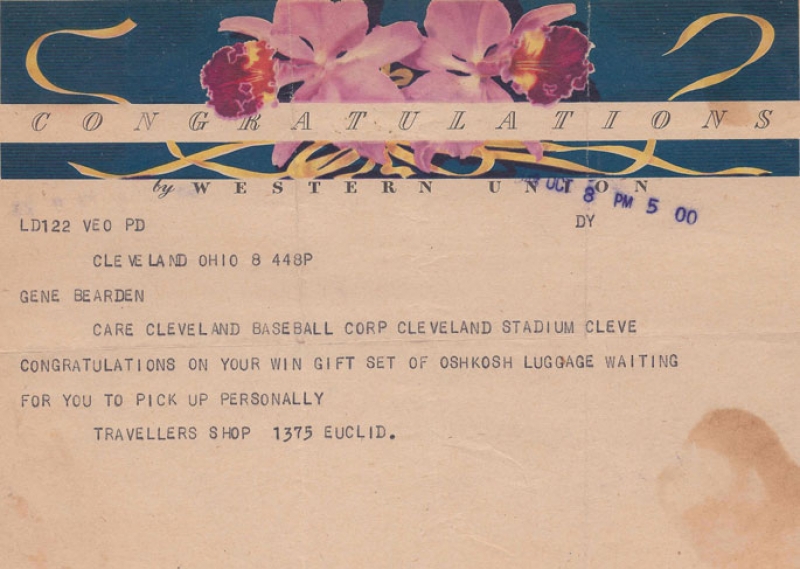 CONGRATULATIONS
by WESTERN UNION
OCT 8 PM 5 00
LD122 VEO PD DY
CLEVELAND OHIO 8 448P
GENE BEARDEN
CARE CLEVELAND BASEBALL CORP CLEVELAND STADIUM CLEVE
CONGRATULATIONS ON YOUR WIN GIFT SET OF OSHKOSH LUGGAGE WAITING
FOR YOU TO PICK UP PERSONALLY
TRAVELLERS SHOP 1375 EUCLID.